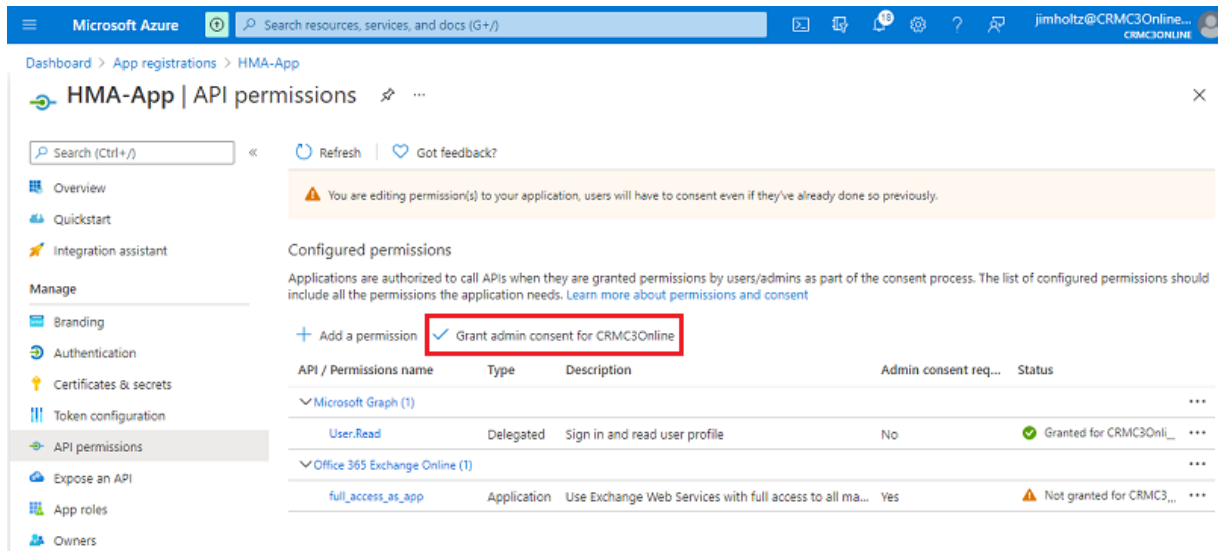 Microsoft Azure
Search resources, services, and docs (G+/)
18
jimholtz@CRMC3Online...
CRMC3ONLINE
Dashboard > App registrations > HMA-App
HMA-App | API permissions
Search (Ctrl+/)
Refresh
Got feedback?
You are editing permission(s) to your application, users will have to consent even if they've already done so previously.
Overview
Quickstart
Integration assistant
Manage
Branding
Authentication
Certificates & secrets
Token configuration
API permissions
Expose an API
App roles
Owners
Configured permissions
Applications are authorized to call APIs when they are granted permissions by users/admins as part of the consent process. The list of configured permissions should
include all the permissions the application needs. Learn more about permissions and consent
Add a permission
Grant admin consent for CRMC3Online
API / Permissions name Type Description Admin consent req... Status
Microsoft Graph (1)
User.Read Delegated Sign in and read user profile No Granted for CRMC3Onli...
Office 365 Exchange Online (1)
full_access_as_app Application Use Exchange Web Services with full access to all ma... Yes Not granted for CRMC3...